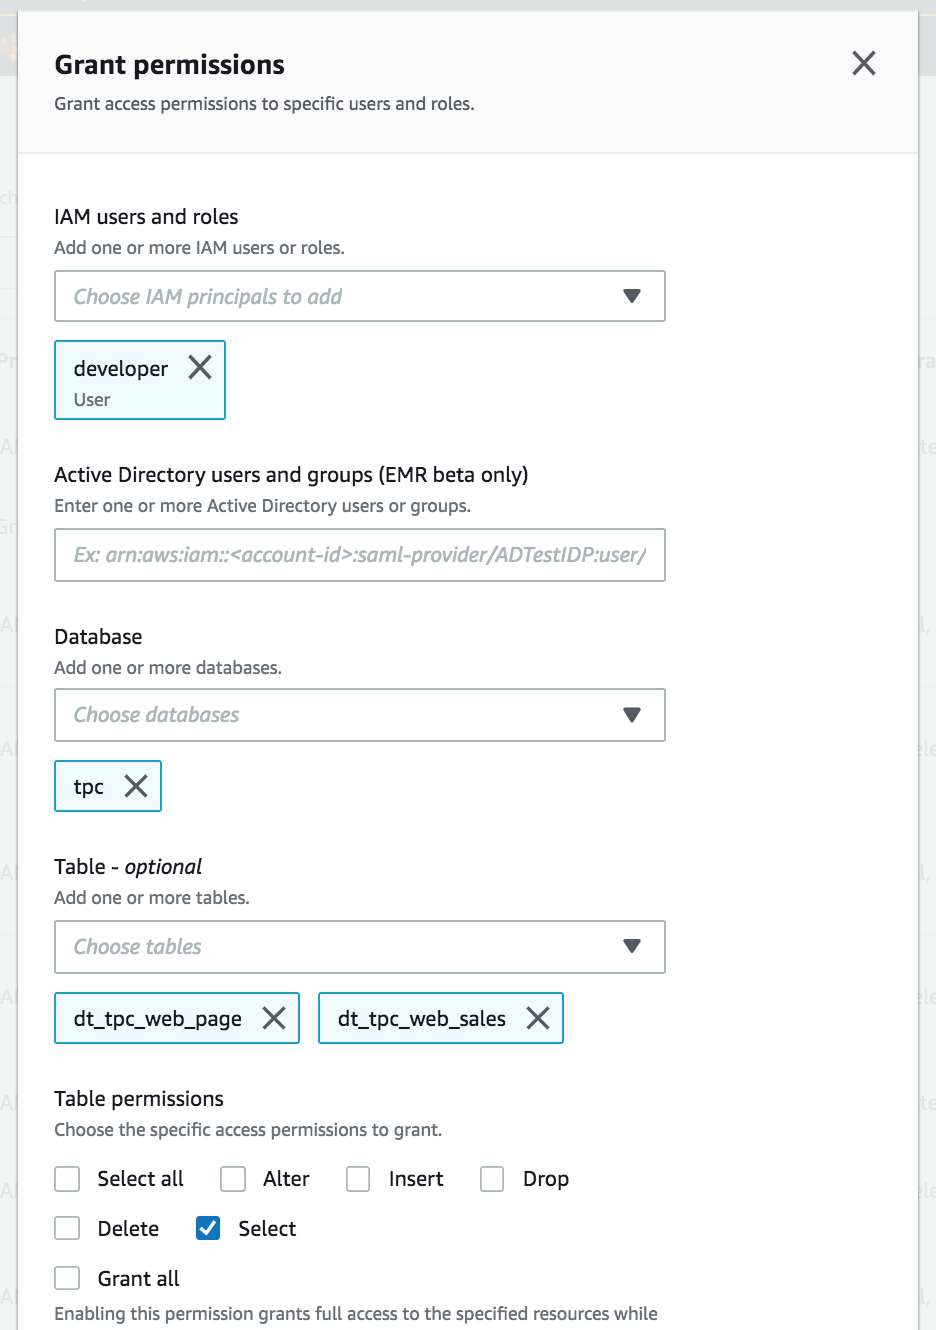 Grant permissions
Grant access permissions to specific users and roles.
IAM users and roles
Add one or more IAM users or roles.
Choose IAM principals to add
developer
User
Active Directory users and groups (EMR beta only)
Enter one or more Active Directory users or groups.
Ex: arn:aws:iam::<account-id>:saml-provider/ADTestIDP:user/
Database
Add one or more databases.
Choose databases
tpc
Table - optional
Add one or more tables.
Choose tables
dt_tpc_web_page dt_tpc_web_sales
Table permissions
Choose the specific access permissions to grant.
Select all Alter Insert Drop
Delete Select
Grant all
Enabling this permission grants full access to the specified resources while